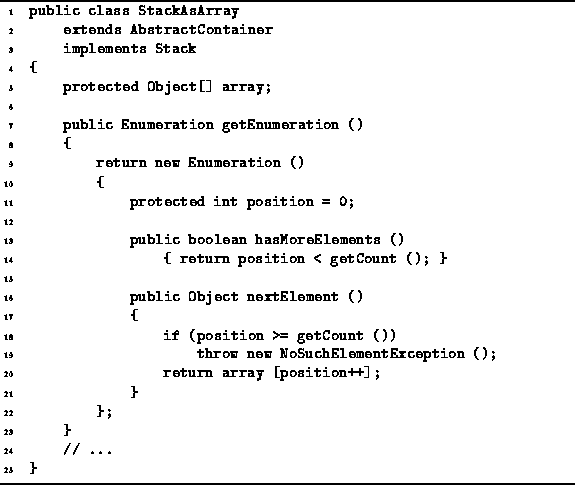 1 public class StackAsArray
2     extends AbstractContainer
3     implements Stack
4 {
5     protected Object[] array;
6
7     public Enumeration getEnumeration ()
8     {
9         return new Enumeration ()
10         {
11             protected int position = 0;
12
13             public boolean hasMoreElements ()
14                 { return position < getCount (); }
15
16             public Object nextElement ()
17             {
18                 if (position >= getCount ())
19                     throw new NoSuchElementException ();
20                 return array [position++];
21             }
22         };
23     }
24     // ...
25 }